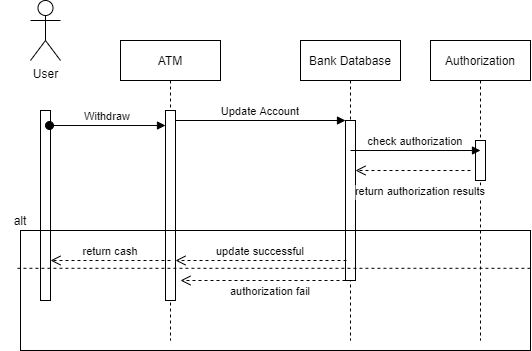 User
ATM
Bank Database
Authorization
Withdraw
Update Account
check authorization
return authorization results
alt
return cash
update successful
authorization fail